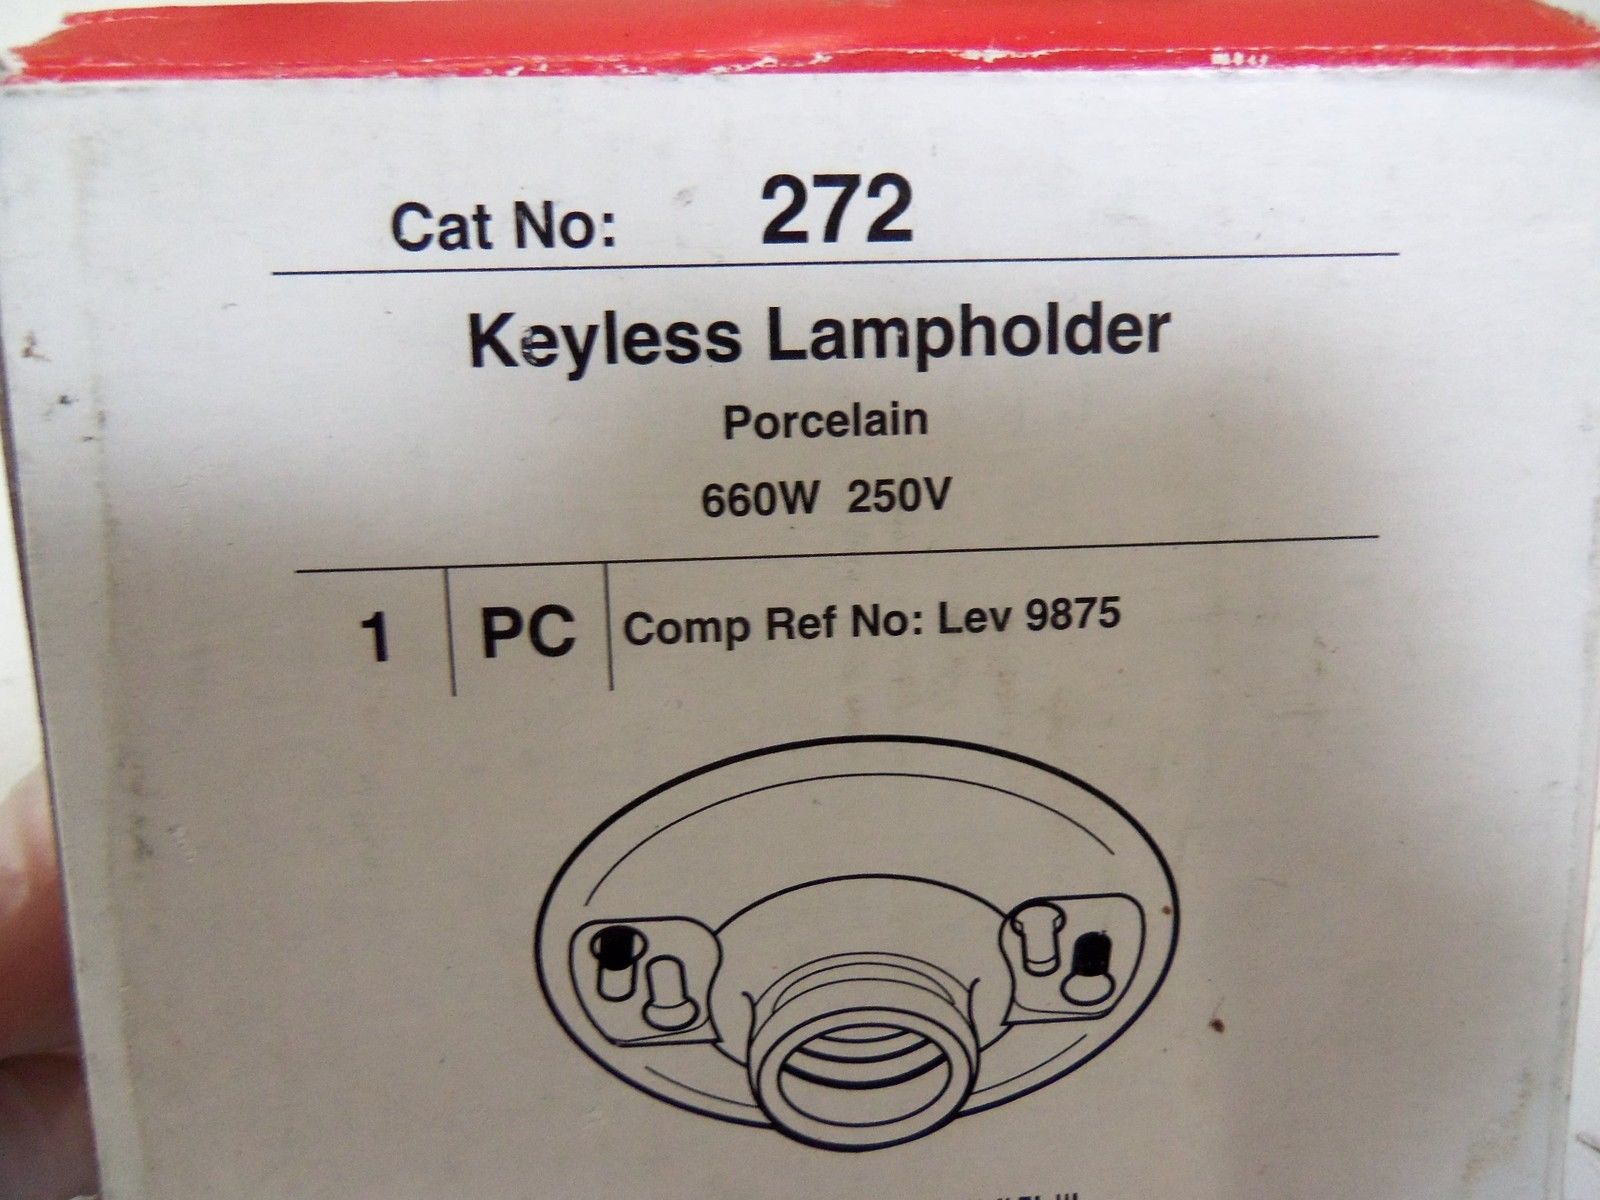 Cat No: 272
Keyless Lampholder
Porcelain
660W 250V
1 PC Comp Ref No: Lev 9875